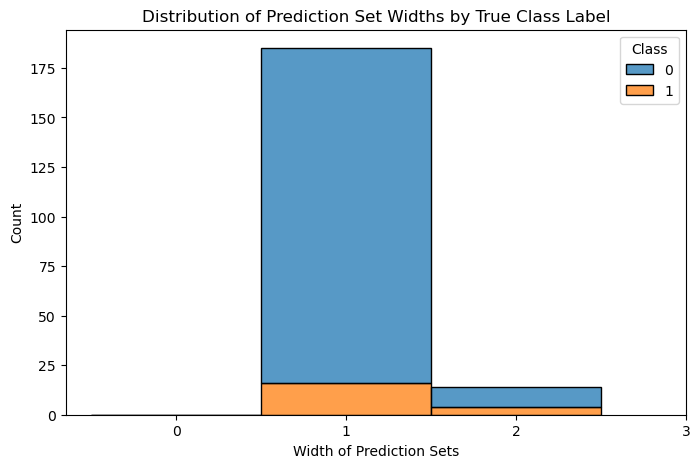 Distribution of Prediction Set Widths by True Class Label
Class
0
1
175
150
125
100
75
50
25
0
Count
0 1 2 3
Width of Prediction Sets